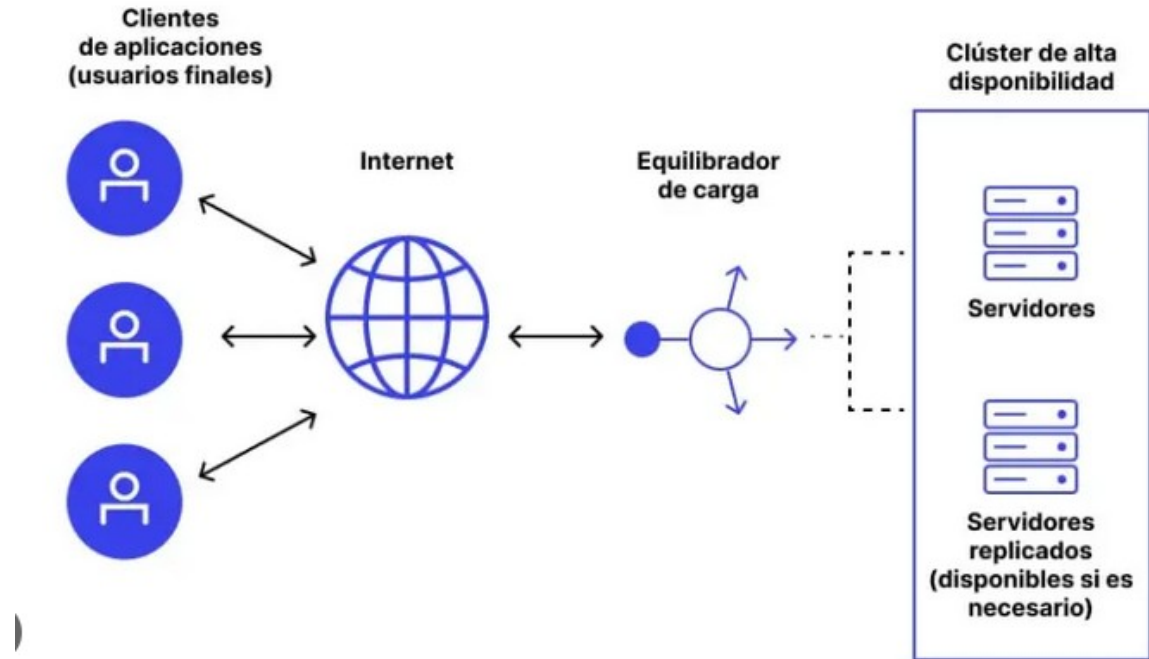 Clientes
de aplicaciones
(usuarios finales)
Internet
Equilibrador
de carga
Clúster de alta
disponibilidad
Servidores
Servidores
replicados
(disponibles si es
necesario)